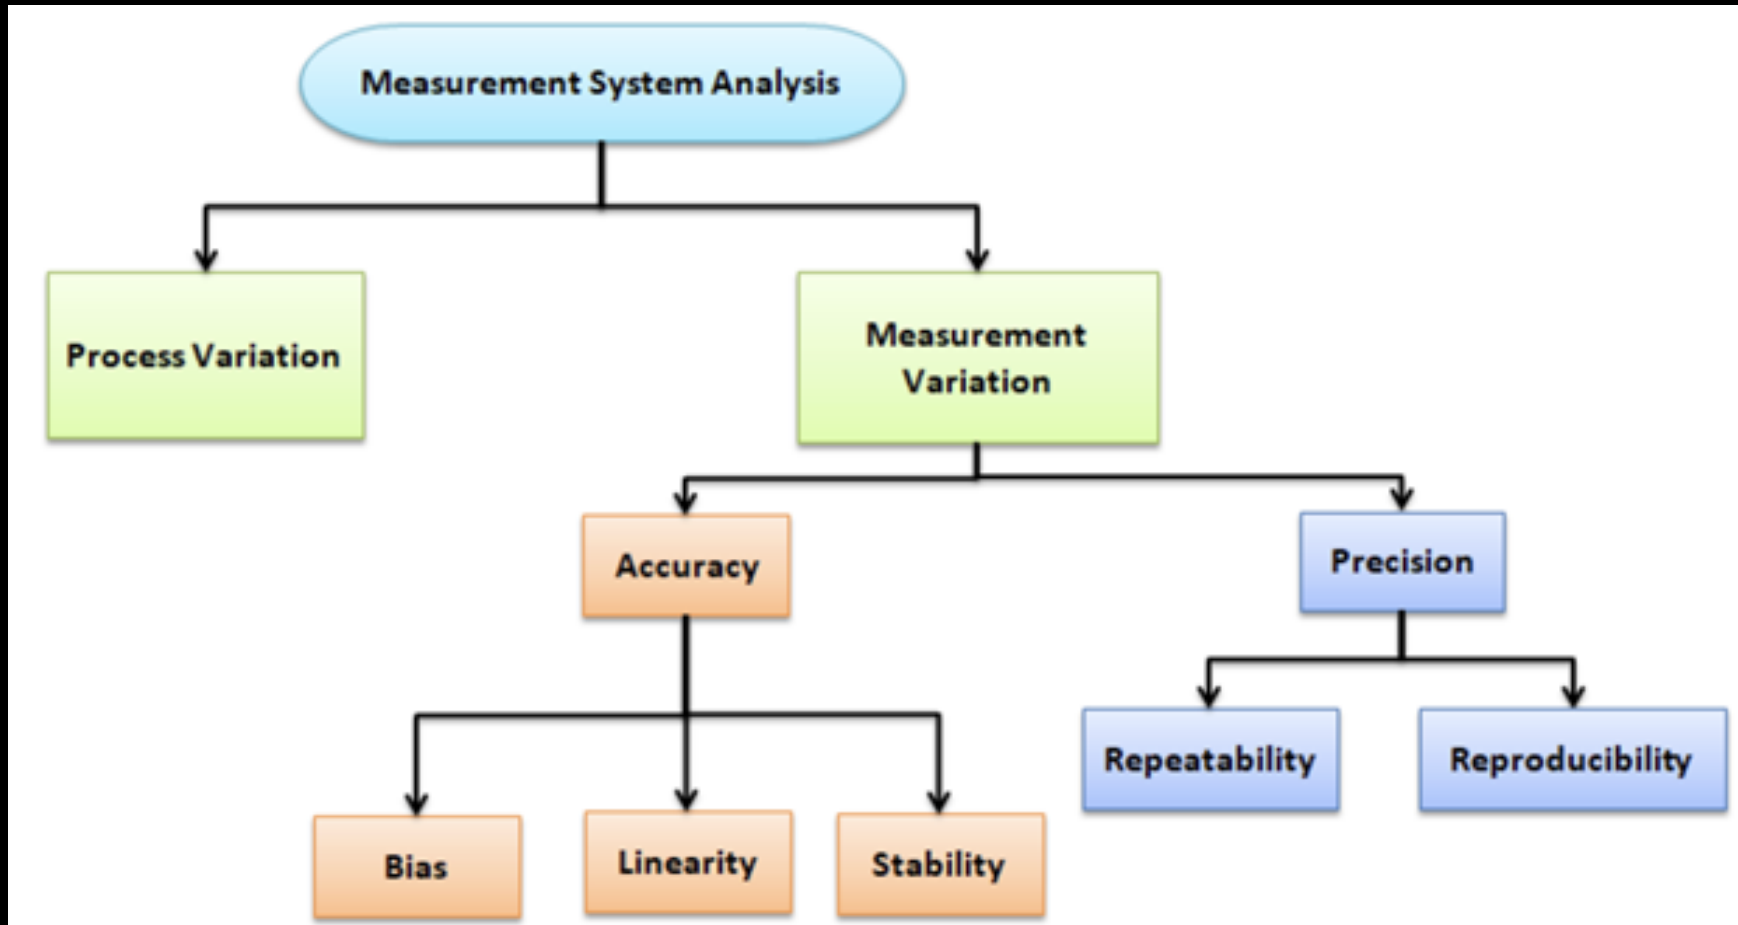 Measurement System Analysis
Process Variation
Measurement
Variation
Accuracy
Precision
Repeatability
Reproducibility
Bias
Linearity
Stability